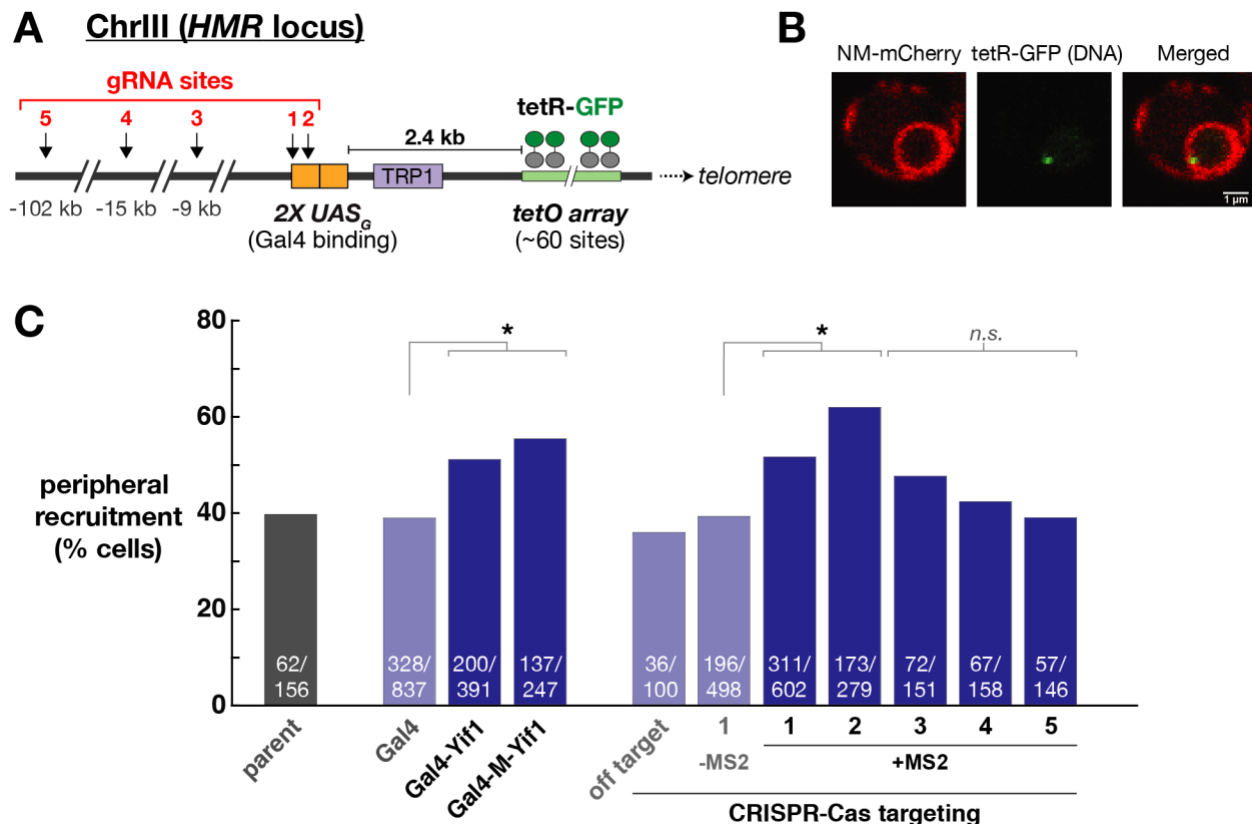 A ChrIII (HMR locus)
gRNA sites
5 4 3 1 2
tetR-GFP
2.4 kb
TRP1
telomere
-102 kb -15 kb -9 kb
2X UASG
(Gal4 binding)
tetO array
(~60 sites)
B
NM-mCherry tetR-GFP (DNA) Merged
1 µm
C
peripheral
recruitment
(% cells)
80
60
40
20
0
* * n.s.
62/ 328/ 200/ 137/ 36/ 196/ 311/ 173/ 72/ 67/ 57/
156 837 391 247 100 498 602 279 151 158 146
parent Gal4 Gal4-Yif1 Gal4-M-Yif1 off target 1 1 2 3 4 5
-MS2 +MS2
CRISPR-Cas targeting